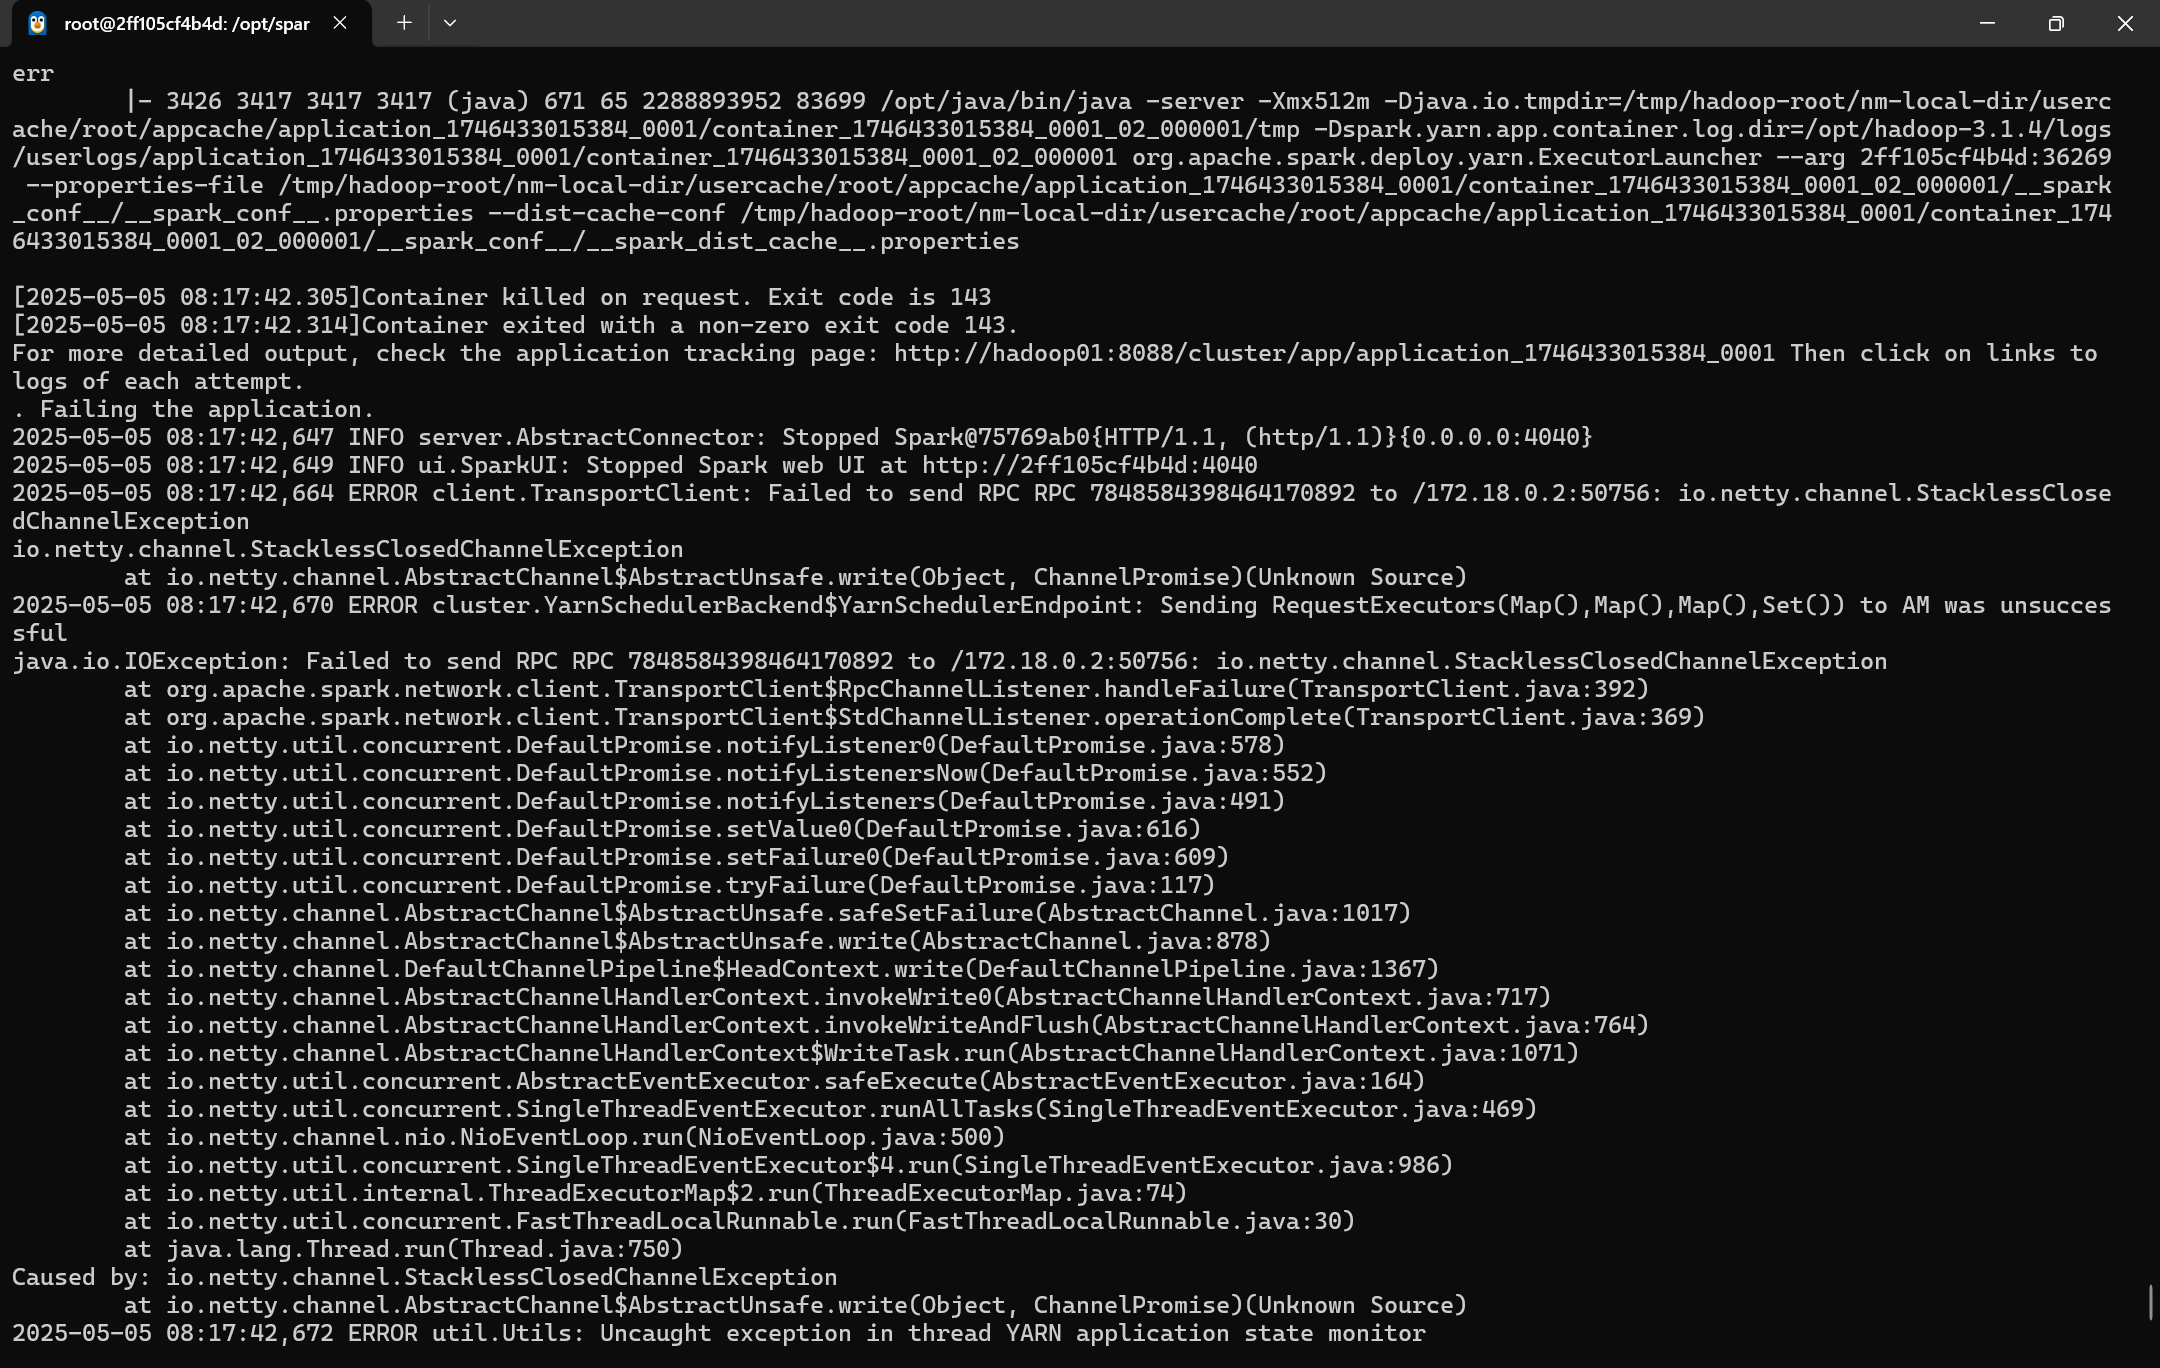 root@2ff105cf4b4d: /opt/spar
err
        |- 3426 3417 3417 3417 (java) 671 65 2288893952 83699 /opt/java/bin/java -server -Xmx512m -Djava.io.tmpdir=/tmp/hadoop-root/nm-local-dir/userc
ache/root/appcache/application_1746433015384_0001/container_1746433015384_0001_02_000001/tmp -Dspark.yarn.app.container.log.dir=/opt/hadoop-3.1.4/logs
/userlogs/application_1746433015384_0001/container_1746433015384_0001_02_000001 org.apache.spark.deploy.yarn.ExecutorLauncher --arg 2ff105cf4b4d:36269
 --properties-file /tmp/hadoop-root/nm-local-dir/usercache/root/appcache/application_1746433015384_0001/container_1746433015384_0001_02_000001/__spark
_conf__/__spark_conf__.properties --dist-cache-conf /tmp/hadoop-root/nm-local-dir/usercache/root/appcache/application_1746433015384_0001/container_174
6433015384_0001_02_000001/__spark_conf__/__spark_dist_cache__.properties

[2025-05-05 08:17:42.305]Container killed on request. Exit code is 143
[2025-05-05 08:17:42.314]Container exited with a non-zero exit code 143.
For more detailed output, check the application tracking page: http://hadoop01:8088/cluster/app/application_1746433015384_0001 Then click on links to
logs of each attempt.
. Failing the application.
2025-05-05 08:17:42,647 INFO server.AbstractConnector: Stopped Spark@75769ab0{HTTP/1.1, (http/1.1)}{0.0.0.0:4040}
2025-05-05 08:17:42,649 INFO ui.SparkUI: Stopped Spark web UI at http://2ff105cf4b4d:4040
2025-05-05 08:17:42,664 ERROR client.TransportClient: Failed to send RPC RPC 7848584398464170892 to /172.18.0.2:50756: io.netty.channel.StacklessClose
dChannelException
io.netty.channel.StacklessClosedChannelException
        at io.netty.channel.AbstractChannel$AbstractUnsafe.write(Object, ChannelPromise)(Unknown Source)
2025-05-05 08:17:42,670 ERROR cluster.YarnSchedulerBackend$YarnSchedulerEndpoint: Sending RequestExecutors(Map(),Map(),Map(),Set()) to AM was unsucces
sful
java.io.IOException: Failed to send RPC RPC 7848584398464170892 to /172.18.0.2:50756: io.netty.channel.StacklessClosedChannelException
        at org.apache.spark.network.client.TransportClient$RpcChannelListener.handleFailure(TransportClient.java:392)
        at org.apache.spark.network.client.TransportClient$StdChannelListener.operationComplete(TransportClient.java:369)
        at io.netty.util.concurrent.DefaultPromise.notifyListener0(DefaultPromise.java:578)
        at io.netty.util.concurrent.DefaultPromise.notifyListenersNow(DefaultPromise.java:552)
        at io.netty.util.concurrent.DefaultPromise.notifyListeners(DefaultPromise.java:491)
        at io.netty.util.concurrent.DefaultPromise.setValue0(DefaultPromise.java:616)
        at io.netty.util.concurrent.DefaultPromise.setFailure0(DefaultPromise.java:609)
        at io.netty.util.concurrent.DefaultPromise.tryFailure(DefaultPromise.java:117)
        at io.netty.channel.AbstractChannel$AbstractUnsafe.safeSetFailure(AbstractChannel.java:1017)
        at io.netty.channel.AbstractChannel$AbstractUnsafe.write(AbstractChannel.java:878)
        at io.netty.channel.DefaultChannelPipeline$HeadContext.write(DefaultChannelPipeline.java:1367)
        at io.netty.channel.AbstractChannelHandlerContext.invokeWrite0(AbstractChannelHandlerContext.java:717)
        at io.netty.channel.AbstractChannelHandlerContext.invokeWriteAndFlush(AbstractChannelHandlerContext.java:764)
        at io.netty.channel.AbstractChannelHandlerContext$WriteTask.run(AbstractChannelHandlerContext.java:1071)
        at io.netty.util.concurrent.AbstractEventExecutor.safeExecute(AbstractEventExecutor.java:164)
        at io.netty.util.concurrent.SingleThreadEventExecutor.runAllTasks(SingleThreadEventExecutor.java:469)
        at io.netty.channel.nio.NioEventLoop.run(NioEventLoop.java:500)
        at io.netty.util.concurrent.SingleThreadEventExecutor$4.run(SingleThreadEventExecutor.java:986)
        at io.netty.util.internal.ThreadExecutorMap$2.run(ThreadExecutorMap.java:74)
        at io.netty.util.concurrent.FastThreadLocalRunnable.run(FastThreadLocalRunnable.java:30)
        at java.lang.Thread.run(Thread.java:750)
Caused by: io.netty.channel.StacklessClosedChannelException
        at io.netty.channel.AbstractChannel$AbstractUnsafe.write(Object, ChannelPromise)(Unknown Source)
2025-05-05 08:17:42,672 ERROR util.Utils: Uncaught exception in thread YARN application state monitor